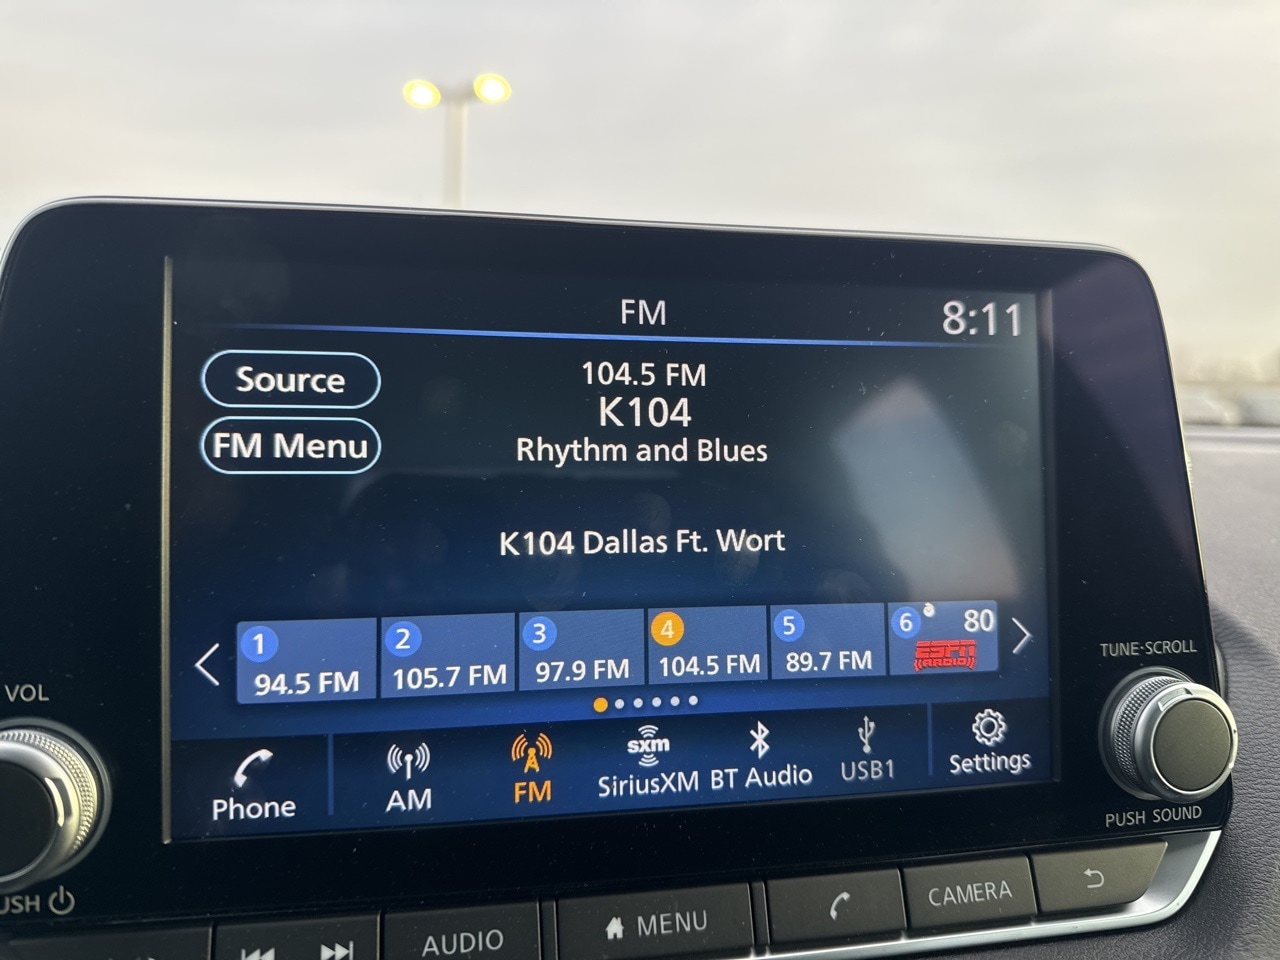 FM
8:11
Source
FM Menu
104.5 FM
K104
Rhythm and Blues
K104 Dallas Ft. Wort
1
94.5 FM
2
105.7 FM
3
97.9 FM
4
104.5 FM
5
89.7 FM
6
80
ESPN
RADIO
Phone
AM
FM
sxm
SiriusXM
BT Audio
USB1
Settings
VOL
USH
TUNE·SCROLL
PUSH SOUND
AUDIO
MENU
CAMERA